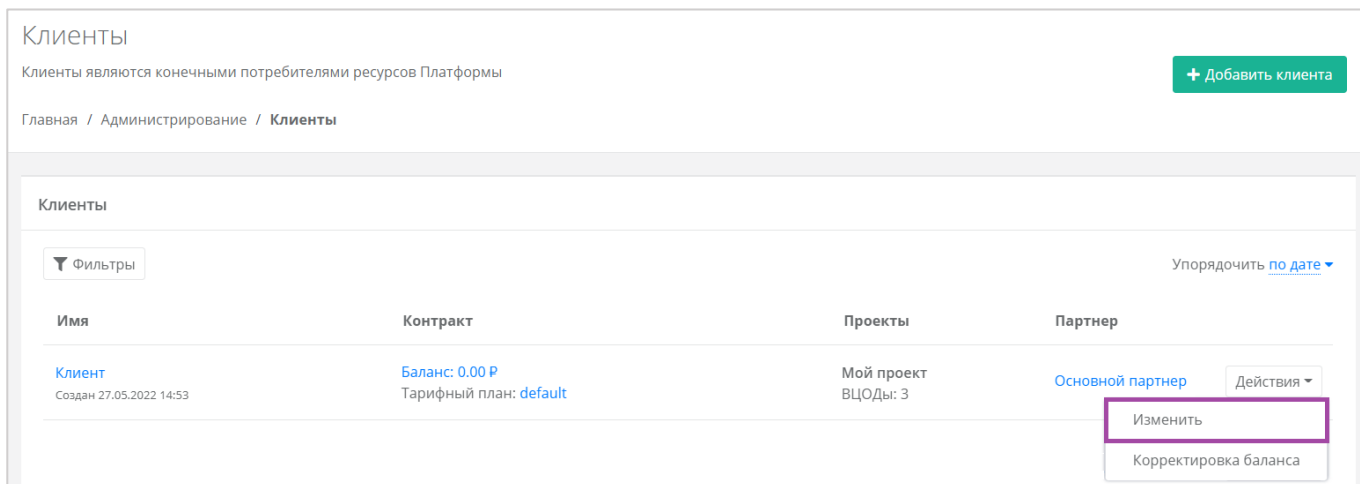 Клиенты
Клиенты являются конечными потребителями ресурсов Платформы
+ Добавить клиента
Главная / Администрирование / Клиенты
Клиенты
Фильтры
Упорядочить по дате
Имя Контракт Проекты Партнер
Клиент Баланс: 0.00 ₽ Мой проект Основной партнер Действия
Создан 27.05.2022 14:53 Тарифный план: default ВЦОДы: 3
Изменить
Корректировка баланса